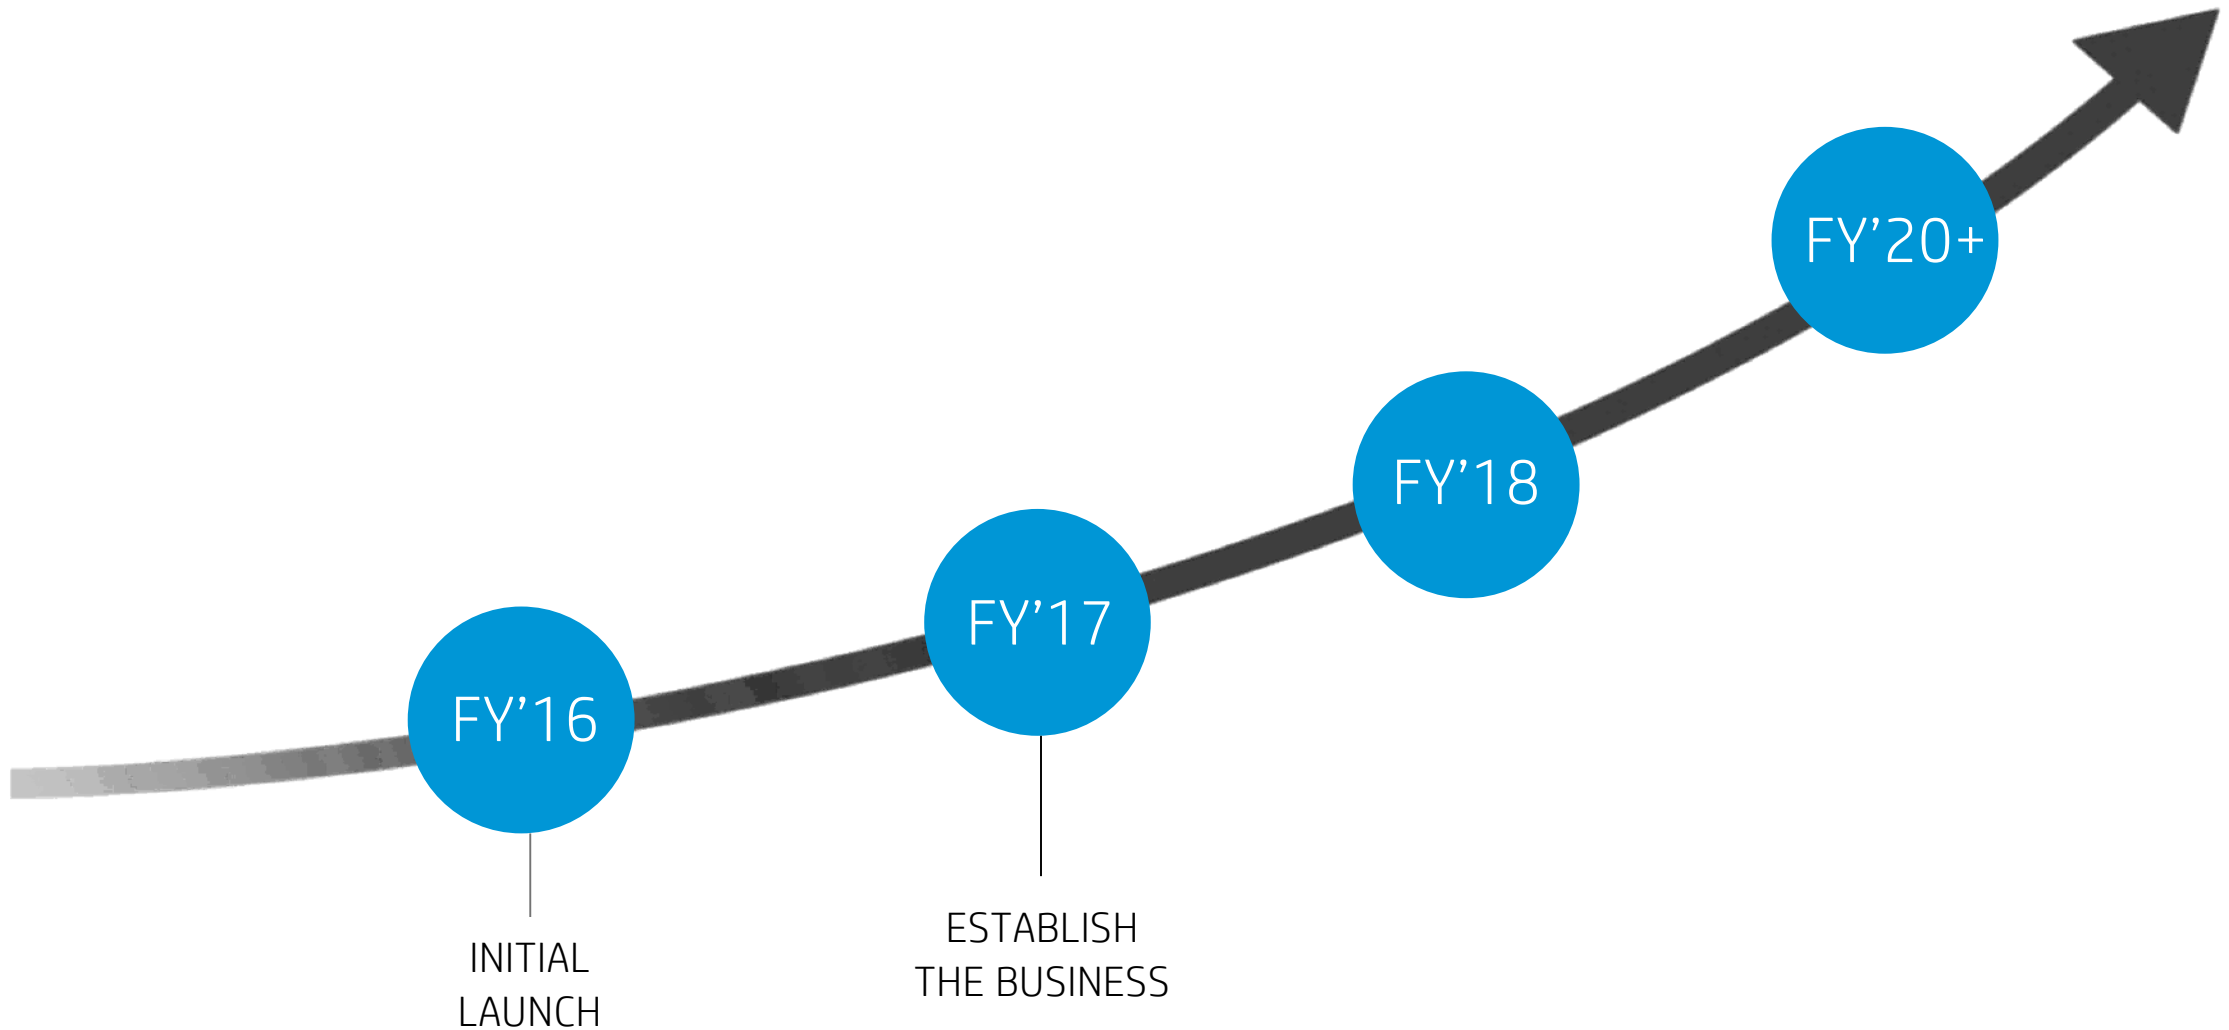 FY’20+
FY’18
FY’17
FY’16
ESTABLISH
THE BUSINESS
INITIAL
LAUNCH